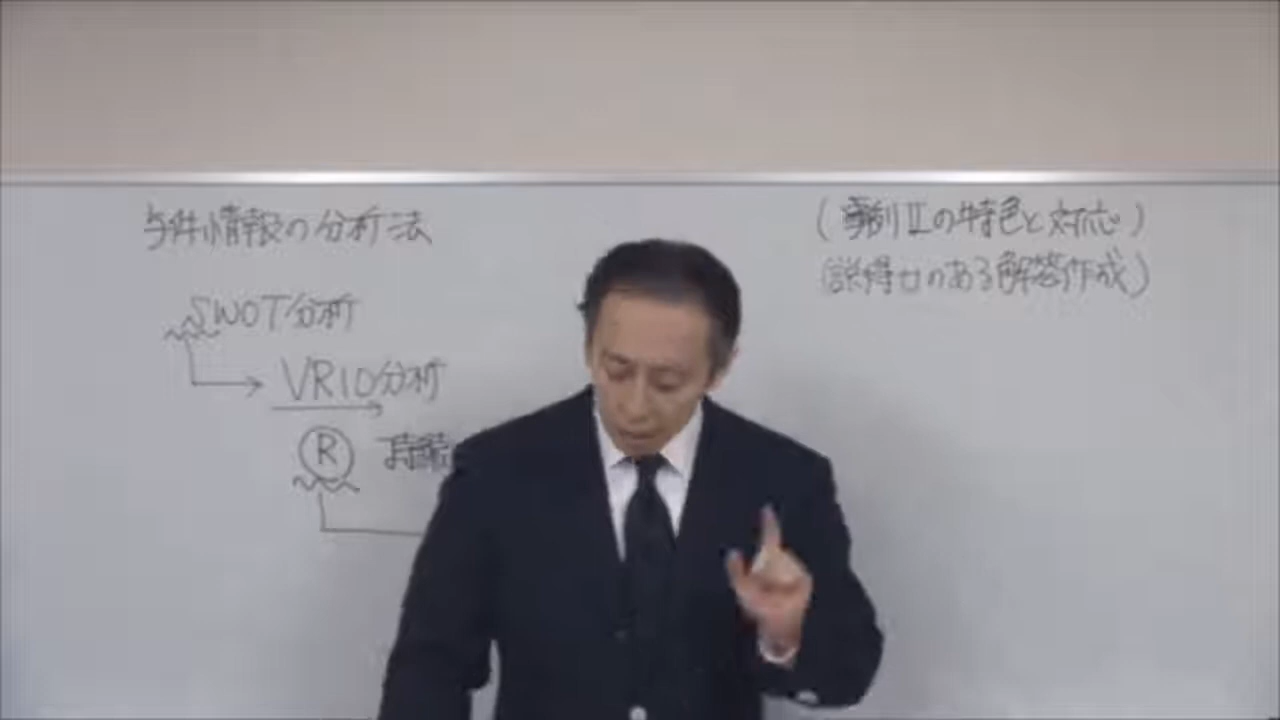 与件情報の分析法
SWOT分析
VRIO分析
R 持続
(事例Ⅱの特色と対応)
(説得力のある解答作成)